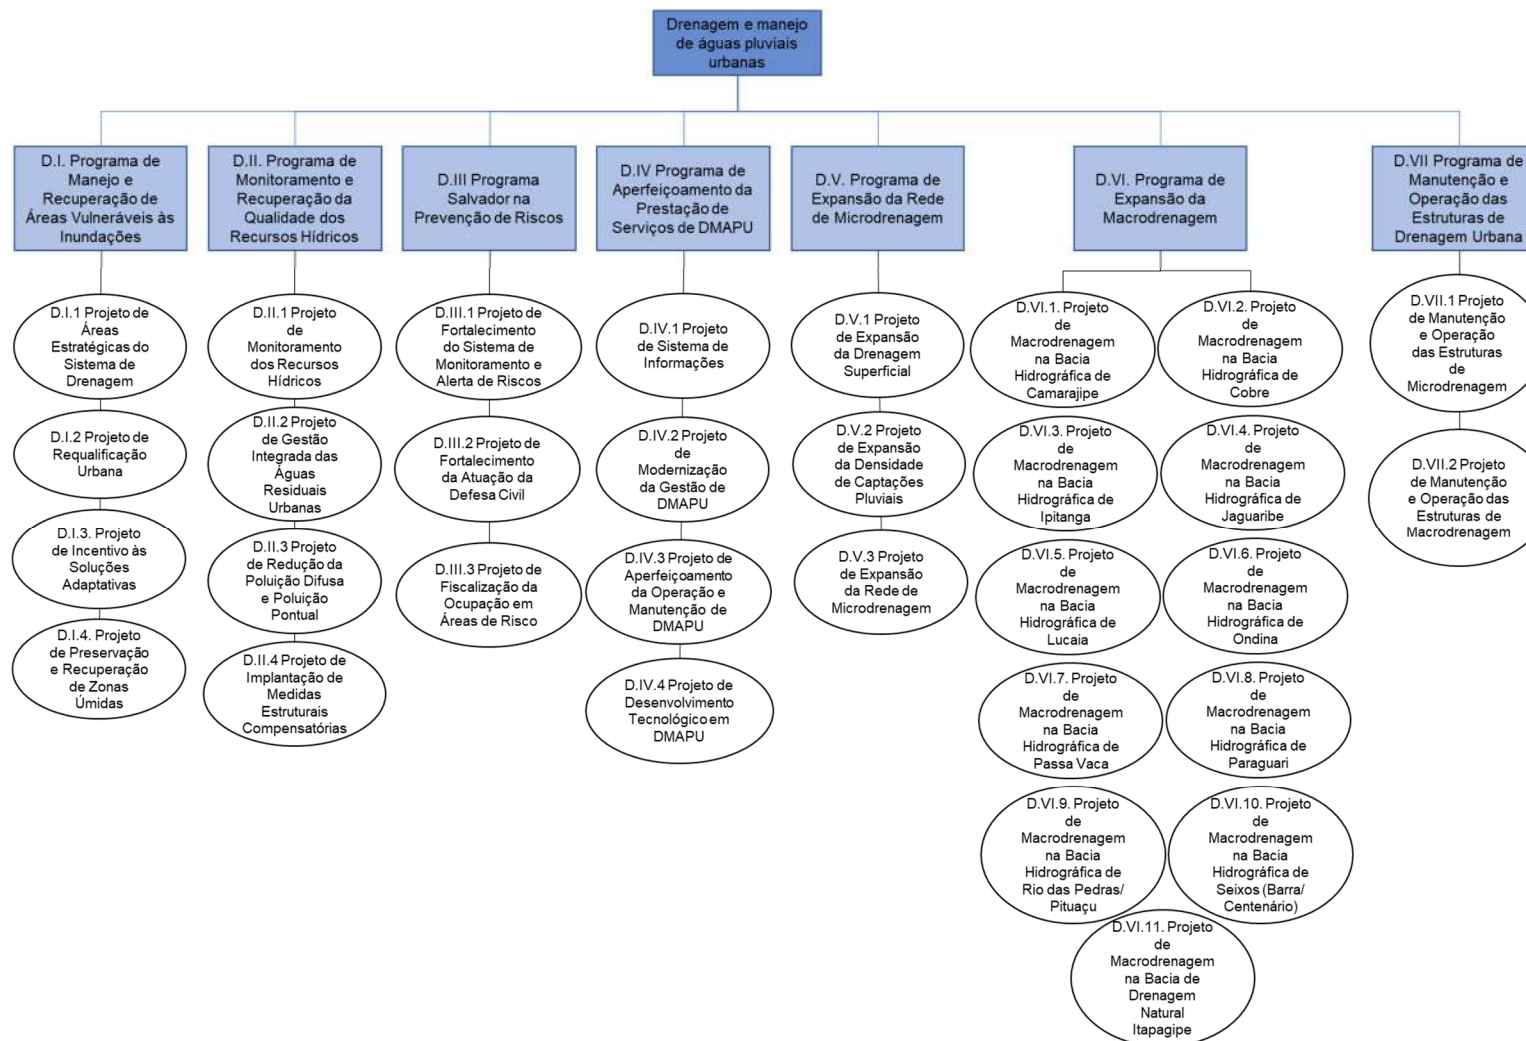 Drenagem e manejo
de águas pluviais
urbanas
D.I. Programa de
Manejo e
Recuperação de
Áreas Vulneráveis às
Inundações
D.II. Programa de
Monitoramento e
Recuperação da
Qualidade dos
Recursos Hídricos
D.III Programa
Salvador na
Prevenção de Riscos
D.IV Programa de
Aperfeiçoamento da
Prestação de
Serviços de DMAPU
D.V. Programa de
Expansão da Rede
de Microdrenagem
D.VI. Programa de
Expansão da
Macrodrenagem
D.VII Programa de
Manutenção e
Operação das
Estruturas de
Drenagem Urbana
D.I.1 Projeto de
Áreas
Estratégicas do
Sistema de
Drenagem
D.I.2 Projeto de
Requalificação
Urbana
D.I.3. Projeto
de Incentivo às
Soluções
Adaptativas
D.I.4. Projeto
de Preservação
e Recuperação
de Zonas
Úmidas
D.II.1 Projeto
de
Monitoramento
dos Recursos
Hídricos
D.II.2 Projeto
de Gestão
Integrada das
Águas
Residuais
Urbanas
D.II.3 Projeto
de Redução da
Poluição Difusa
e Poluição
Pontual
D.II.4 Projeto de
Implantação de
Medidas
Estruturais
Compensatórias
D.III.1 Projeto de
Fortalecimento
do Sistema de
Monitoramento e
Alerta de Riscos
D.III.2 Projeto de
Fortalecimento
da Atuação da
Defesa Civil
D.III.3 Projeto de
Fiscalização da
Ocupação em
Áreas de Risco
D.IV.1 Projeto
de Sistema de
Informações
D.IV.2 Projeto
de
Modernização
da Gestão de
DMAPU
D.IV.3 Projeto de
Aperfeiçoamento
da Operação e
Manutenção de
DMAPU
D.IV.4 Projeto de
Desenvolvimento
Tecnológico em
DMAPU
D.V.1 Projeto
de Expansão
da Drenagem
Superficial
D.V.2 Projeto
de Expansão
da Densidade
de Captações
Pluviais
D.V.3 Projeto
de Expansão
da Rede de
Microdrenagem
D.VI.1. Projeto
de
Macrodrenagem
na Bacia
Hidrográfica de
Camarajipe
D.VI.2. Projeto
de
Macrodrenagem
na Bacia
Hidrográfica de
Cobre
D.VI.3. Projeto
de
Macrodrenagem
na Bacia
Hidrográfica de
Ipitanga
D.VI.4. Projeto
de
Macrodrenagem
na Bacia
Hidrográfica de
Jaguaribe
D.VI.5. Projeto
de
Macrodrenagem
na Bacia
Hidrográfica de
Lucaia
D.VI.6. Projeto
de
Macrodrenagem
na Bacia
Hidrográfica de
Ondina
D.VI.7. Projeto
de
Macrodrenagem
na Bacia
Hidrográfica de
Passa Vaca
D.VI.8. Projeto
de
Macrodrenagem
na Bacia
Hidrográfica de
Paraguari
D.VI.9. Projeto
de
Macrodrenagem
na Bacia
Hidrográfica de
Rio das Pedras/
Pituaçu
D.VI.10. Projeto
de
Macrodrenagem
na Bacia
Hidrográfica de
Seixos (Barra/
Centenário)
D.VI.11. Projeto
de
Macrodrenagem
na Bacia de
Drenagem
Natural
Itapagipe
D.VII.1 Projeto
de Manutenção
e Operação
das Estruturas
de
Microdrenagem
D.VII.2 Projeto
de Manutenção
e Operação das
Estruturas de
Macrodrenagem